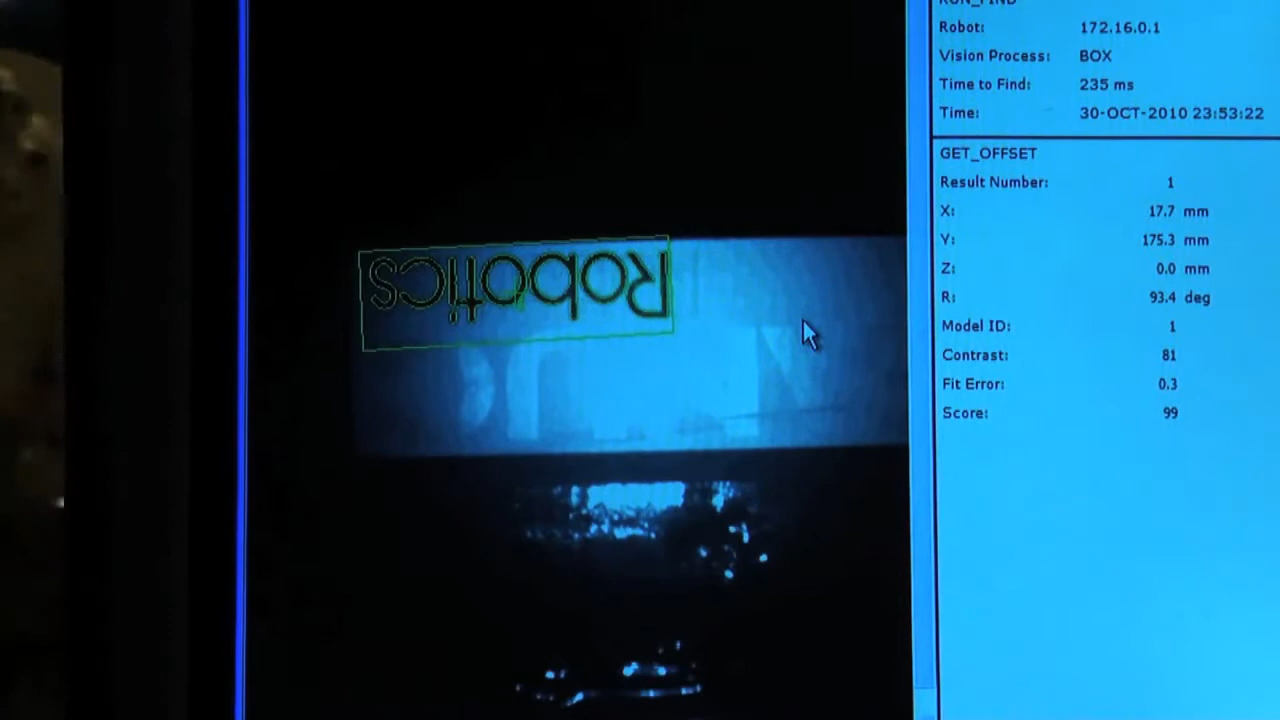 RUN_FIND
Robot: 172.16.0.1
Vision Process: BOX
Time to Find: 235 ms
Time: 30-OCT-2010 23:53:22
GET_OFFSET
Result Number: 1
X: 17.7 mm
Y: 175.3 mm
Z: 0.0 mm
R: 93.4 deg
Model ID: 1
Contrast: 81
Fit Error: 0.3
Score: 99
Robotics